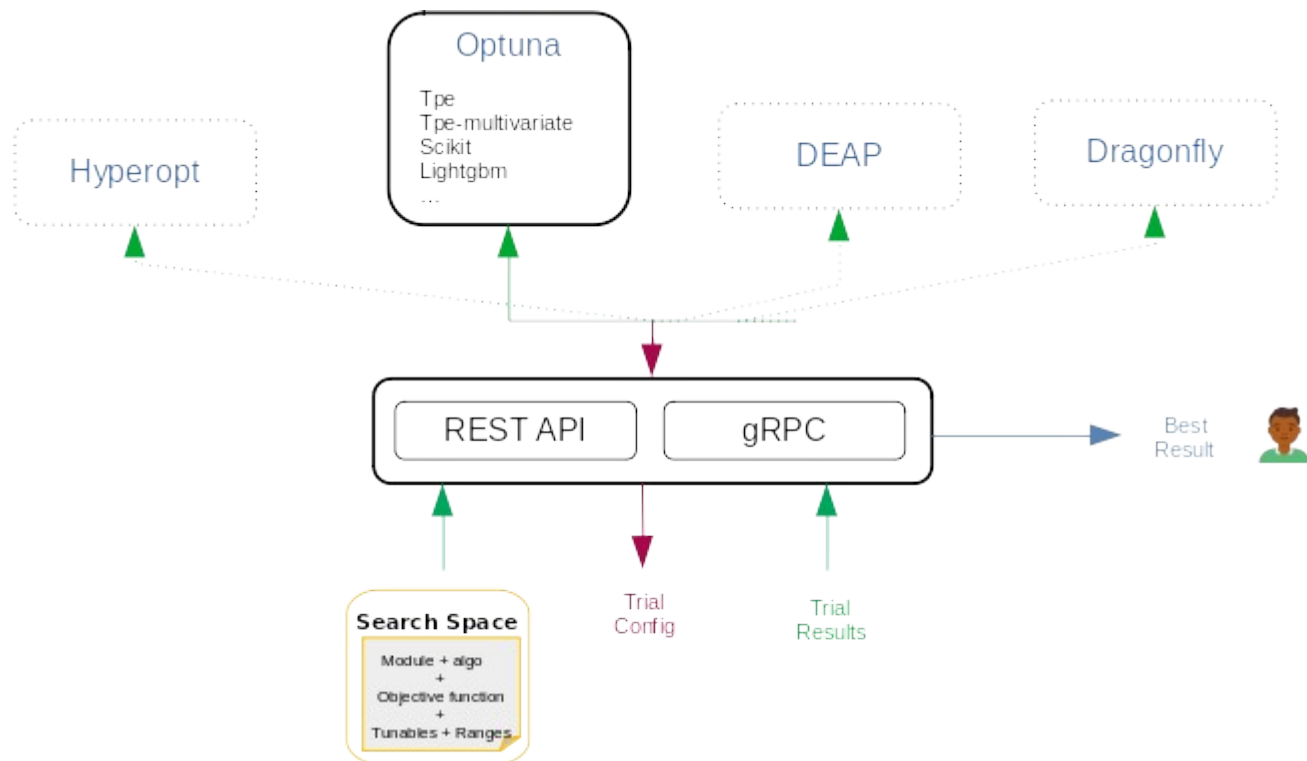 Optuna
Tpe
Tpe-multivariate
Scikit
Lightgbm
...
Hyperopt
DEAP
Dragonfly
REST API
gRPC
Best
Result
Trial
Config
Trial
Results
Search Space
Module + algo
+
Objective function
+
Tunables + Ranges